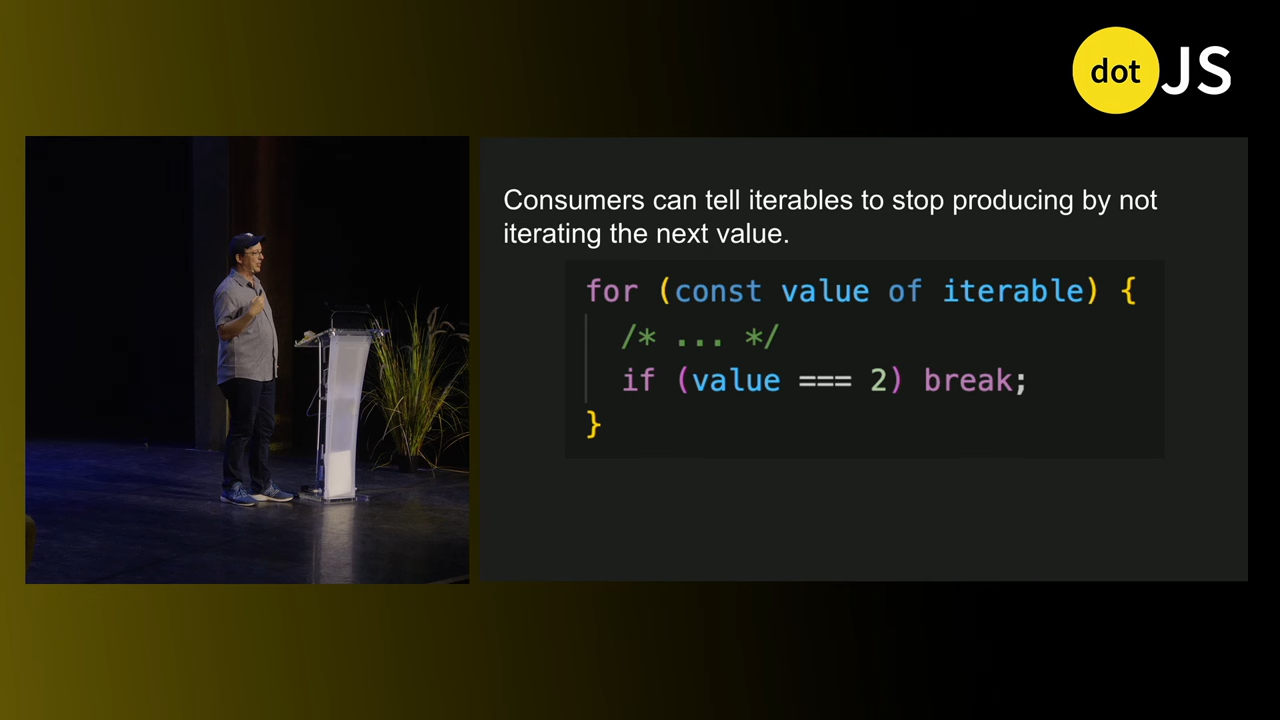 dot JS
Consumers can tell iterables to stop producing by not
iterating the next value.
for (const value of iterable) {
/* ... */
if (value === 2) break;
}